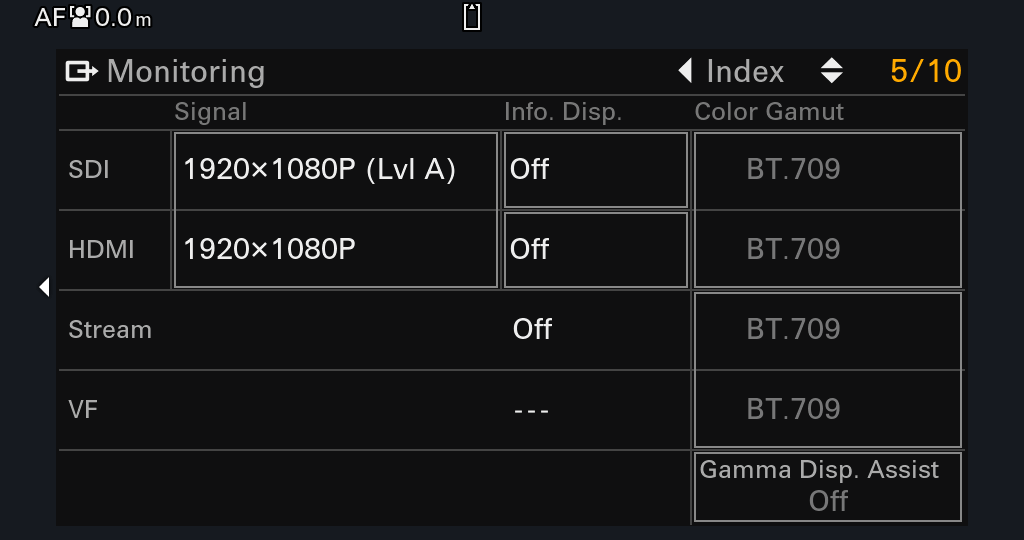 AF 0.0m
Monitoring Index 5/10
Signal Info. Disp. Color Gamut
SDI 1920×1080P (Lvl A) Off BT.709
HDMI 1920×1080P Off BT.709
Stream Off BT.709
VF --- BT.709
Gamma Disp. Assist
Off